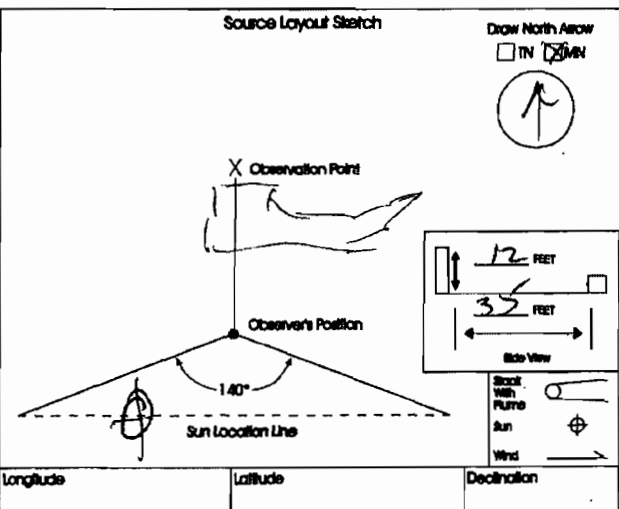 Source Layout Sketch
Draw North Arrow
TN MN
X Observation Point
12 FEET
35 FEET
Side View
Observer's Position
140°
Sun Location Line
Stack
With
Plume
Sun
Wind
Longitude
Latitude
Declination